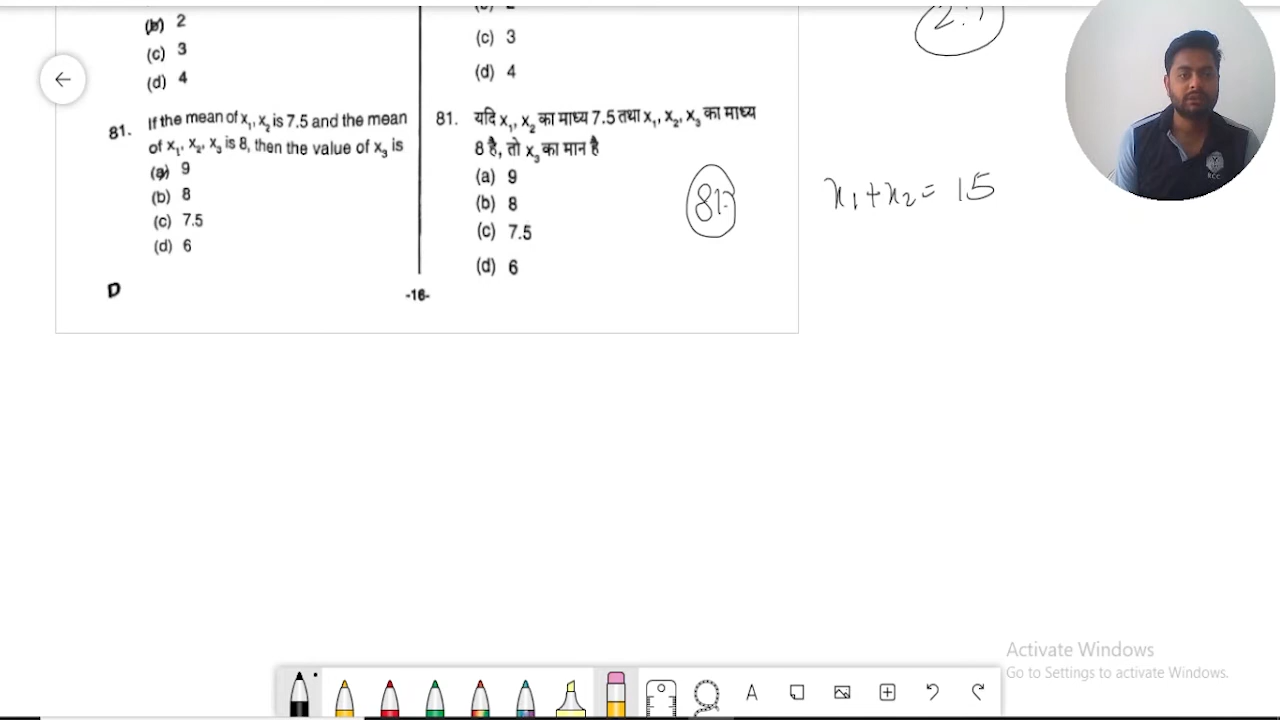 (b) 2
(c) 3
(d) 4
81. If the mean of x₁, x₂ is 7.5 and the mean
of x₁, x₂, x₃ is 8, then the value of x₃ is
(a) 9
(b) 8
(c) 7.5
(d) 6
D
-16-
(c) 3
(d) 4
81. यदि x₁, x₂ का माध्य 7.5 तथा x₁, x₂, x₃ का माध्य
8 है, तो x₃ का मान है
(a) 9
(b) 8
(c) 7.5
(d) 6
81.
x₁+x₂= 15
RCC
A
Activate Windows
Go to Settings to activate Windows.